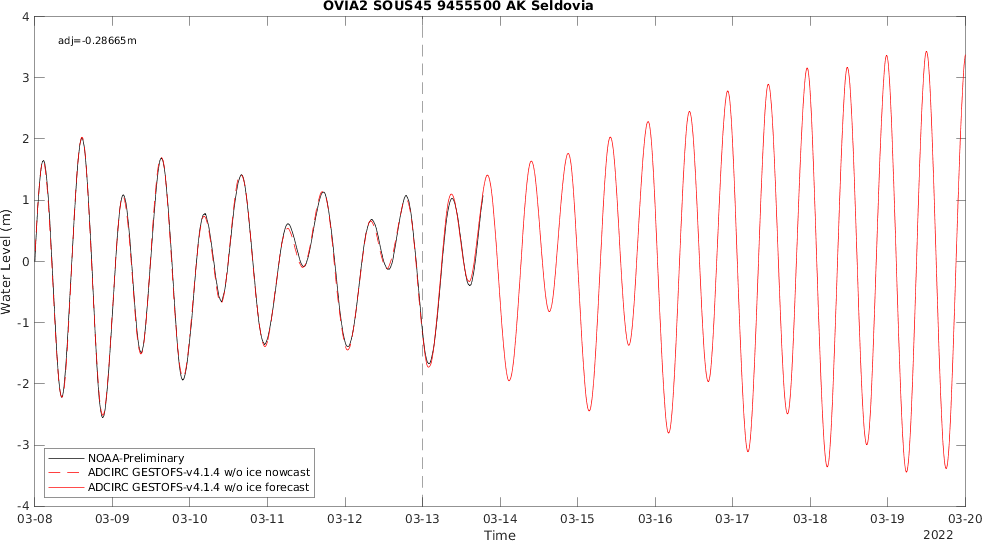 OVIA2 SOUS45 9455500 AK Seldovia
adj=-0.28665m
4
3
2
1
0
-1
-2
-3
-4
Water Level (m)
NOAA-Preliminary
ADCIRC GESTOFS-v4.1.4 w/o ice nowcast
ADCIRC GESTOFS-v4.1.4 w/o ice forecast
03-08 03-09 03-10 03-11 03-12 03-13 03-14 03-15 03-16 03-17 03-18 03-19 03-20
Time
2022